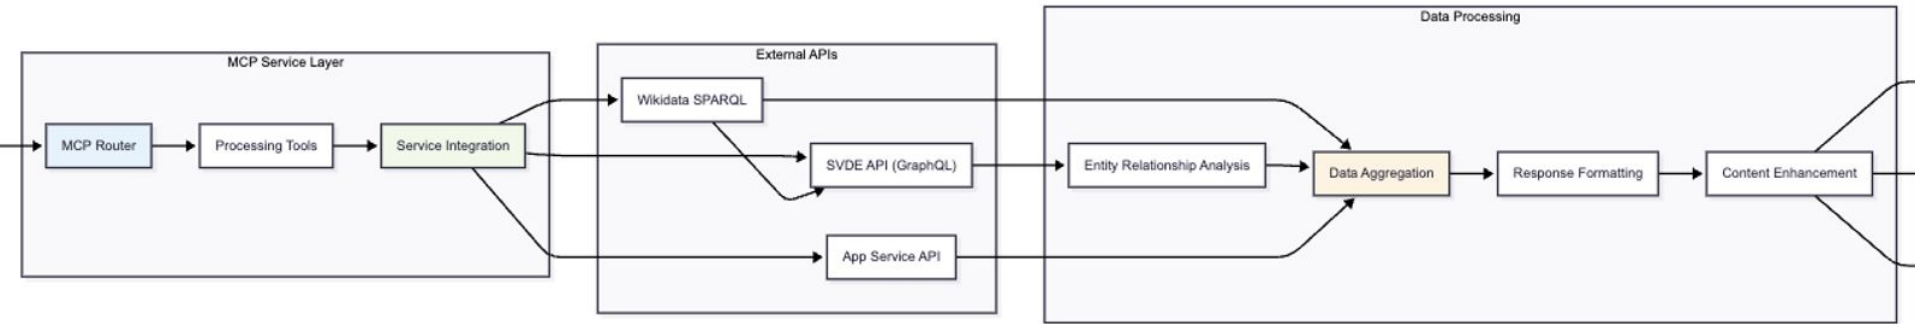 MCP Service Layer
MCP Router
Processing Tools
Service Integration
External APIs
Wikidata SPARQL
SVDE API (GraphQL)
App Service API
Data Processing
Entity Relationship Analysis
Data Aggregation
Response Formatting
Content Enhancement